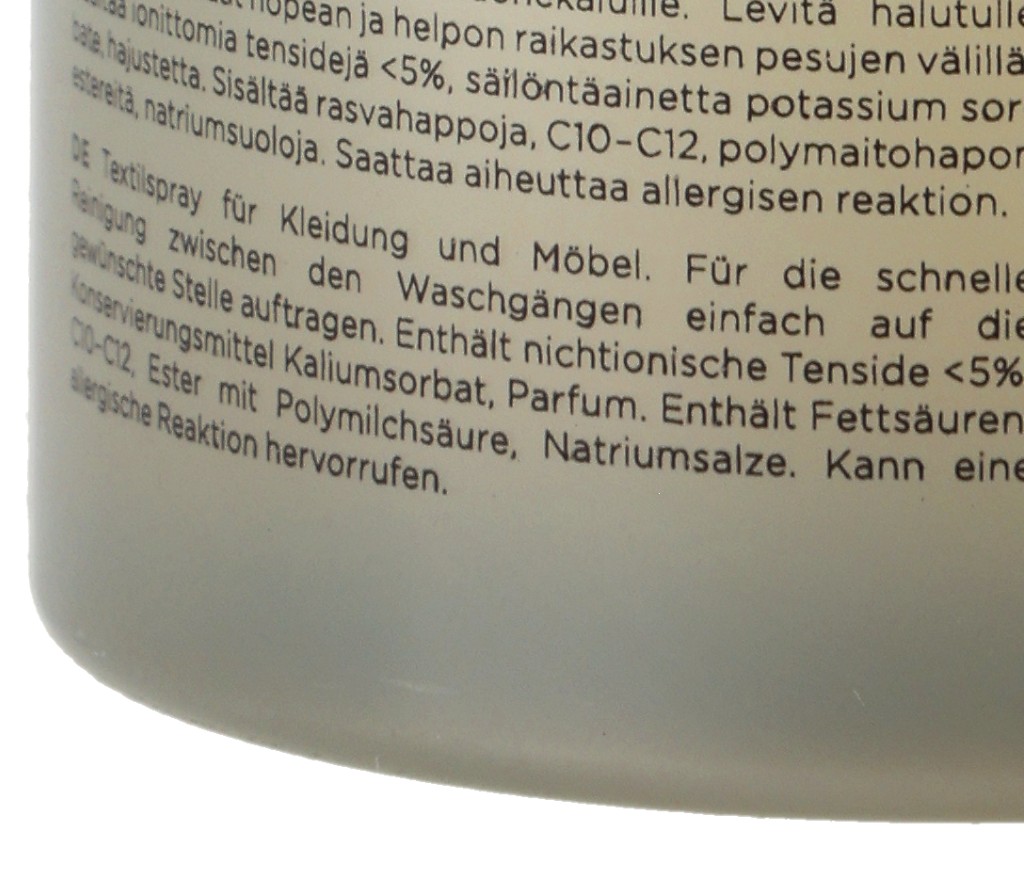 helpon raikastuksen pesujen välillä
ionittomia tensidejä <5%, säilöntäainetta potassium sor
bate, hajustetta. Sisältää rasvahappoja, C10-C12, polymaitohapon
estereitä, natriumsuoloja. Saattaa aiheuttaa allergisen reaktion.
DE Textilspray für Kleidung und Möbel. Für die schnelle
Reinigung zwischen den Waschgängen einfach auf die
gewünschte Stelle auftragen. Enthält nichtionische Tenside <5%
Konservierungsmittel Kaliumsorbat, Parfum. Enthält Fettsäuren
C10-C12, Ester mit Polymilchsäure, Natriumsalze. Kann eine
allergische Reaktion hervorrufen.